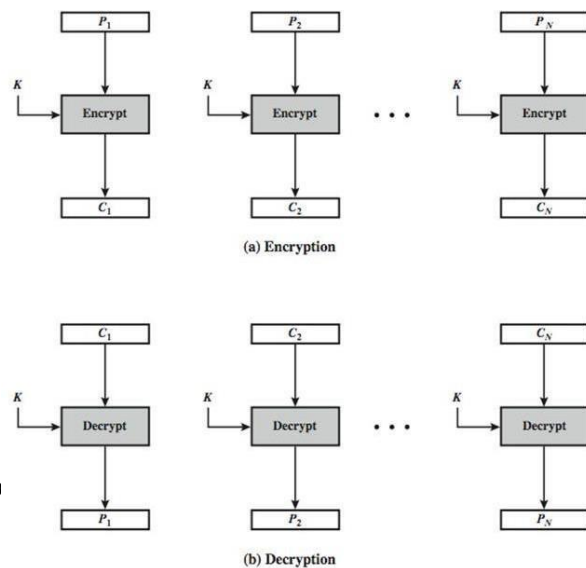 P1 P2 PN
K K K
Encrypt Encrypt • • • Encrypt
C1 C2 CN
(a) Encryption
C1 C2 CN
K K K
Decrypt Decrypt • • • Decrypt
P1 P2 PN
(b) Decryption